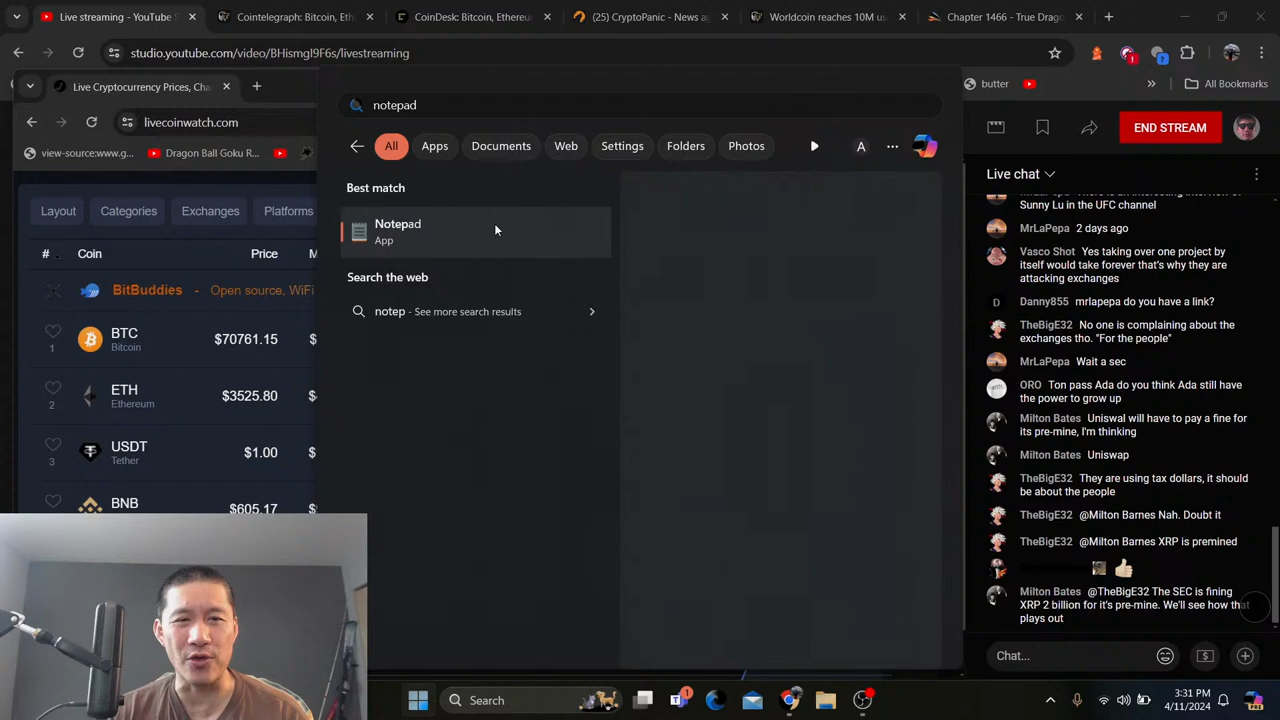 Live streaming - YouTube S
Cointelegraph: Bitcoin, Eth
CoinDesk: Bitcoin, Ethereu
(25) CryptoPanic - News a
Worldcoin reaches 10M u
Chapter 1466 - True Drag
studio.youtube.com/video/BHismgI9F6s/livestreaming
Live Cryptocurrency Prices, Cha
butter
All Bookmarks
livecoinwatch.com
view-source:www.g...
Dragon Ball Kaku R...
notepad
All
Apps
Documents
Web
Settings
Folders
Photos
A
END STREAM
Live chat
Layout
Categories
Exchanges
Platforms
# Coin Price
BitBuddies - Open source, WiFi
1 BTC Bitcoin $70761.15
2 ETH Ethereum $3525.80
3 USDT Tether $1.00
BNB $605.17
Best match
Notepad
App
Search the web
notep - See more search results
Sunny Lu in the UFC channel
MrLaPepa 2 days ago
Vasco Shot Yes taking over one project by
itself would take forever that's why they are
attacking exchanges
Danny855 mrlapepa do you have a link?
TheBigE32 No one is complaining about the
exchanges tho. "For the people"
MrLaPepa Wait a sec
ORO Ton pass Ada do you think Ada still have
the power to grow up
Milton Bates Uniswal will have to pay a fine for
its pre-mine, I'm thinking
Milton Bates Uniswap
TheBigE32 They are using tax dollars, it should
be about the people
TheBigE32 @Milton Barnes Nah. Doubt it
TheBigE32 @Milton Barnes XRP is premined
Milton Bates @TheBigE32 The SEC is fining
XRP 2 billion for it's pre-mine. We'll see how that
plays out
Chat...
Search
3:31 PM
4/11/2024